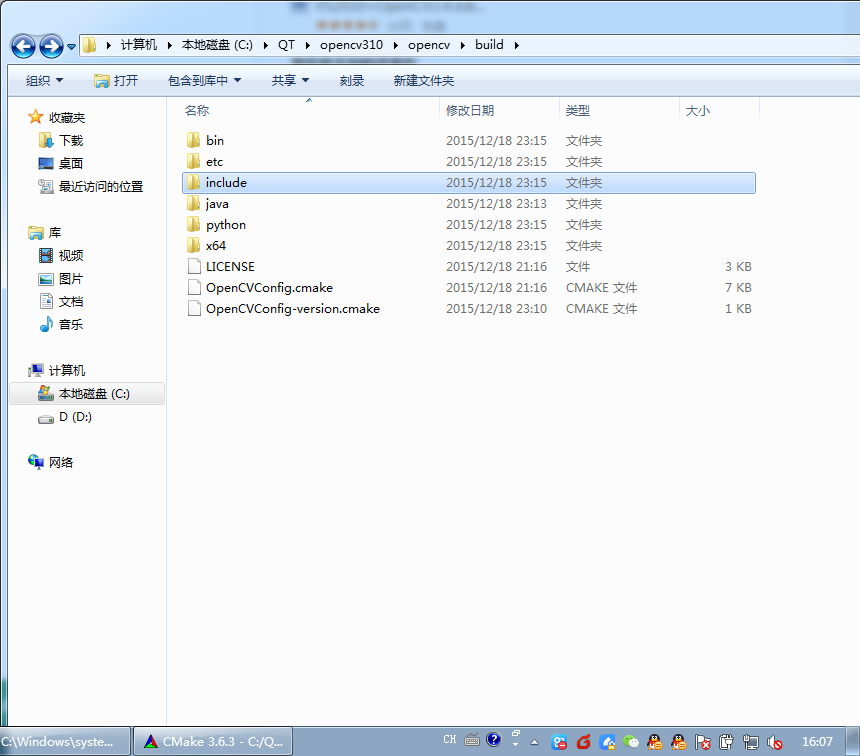 计算机 本地磁盘 (C:) QT opencv310 opencv build
组织 打开 包含到库中 共享 刻录 新建文件夹
收藏夹
下载
桌面
最近访问的位置
库
视频
图片
文档
音乐
计算机
本地磁盘 (C:)
D (D:)
网络
名称 修改日期 类型 大小
bin 2015/12/18 23:15 文件夹
etc 2015/12/18 23:15 文件夹
include 2015/12/18 23:15 文件夹
java 2015/12/18 23:13 文件夹
python 2015/12/18 23:15 文件夹
x64 2015/12/18 23:15 文件夹
LICENSE 2015/12/18 21:16 文件 3 KB
OpenCVConfig.cmake 2015/12/18 21:16 CMAKE 文件 7 KB
OpenCVConfig-version.cmake 2015/12/18 23:10 CMAKE 文件 1 KB
C:\Windows\syste... CMake 3.6.3 - C:/Q... CH 16:07